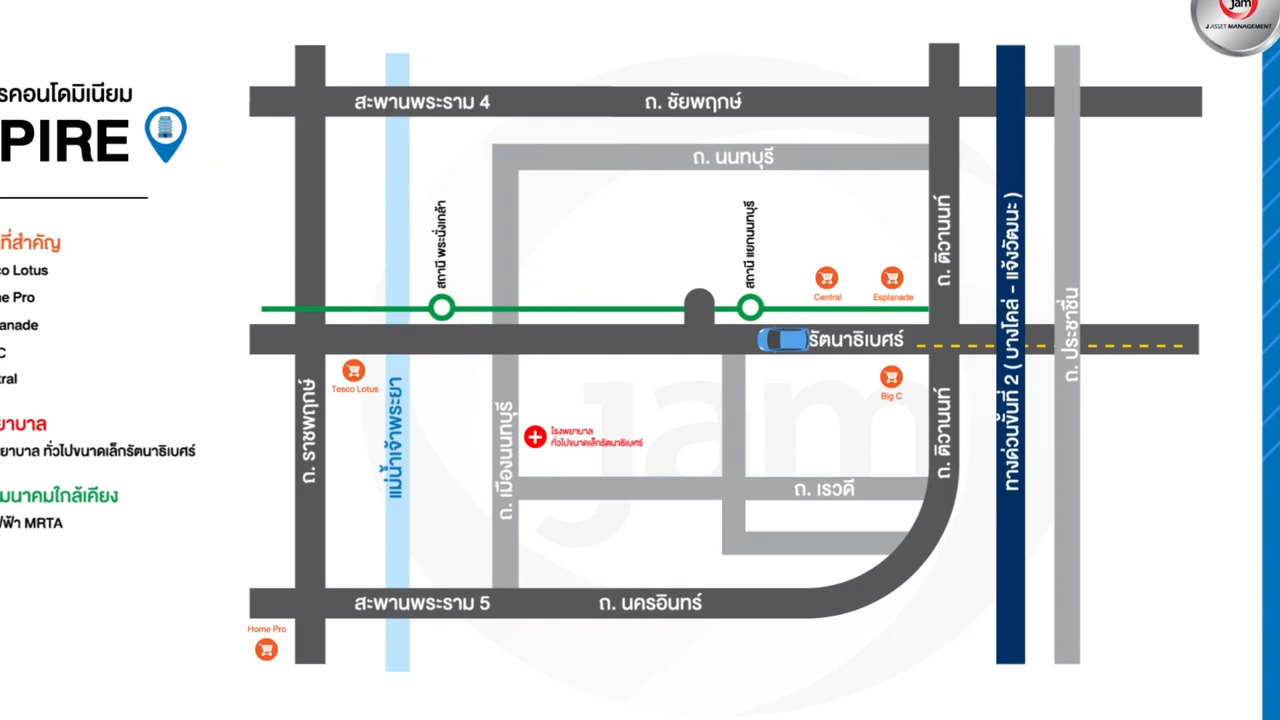 jam
J ASSET MANAGEMENT
รคอนโดมิเนียม
PIRE
ที่สำคัญ
co Lotus
e Pro
anade
C
tral
ยาบาล
ยาบาล ทั่วไปขนาดเล็กรัตนาธิเบศร์
มนาคมใกล้เคียง
ฟฟ้า MRTA
สะพานพระราม 4
ถ. ชัยพฤกษ์
ถ. นนทบุรี
สถานี พระนั่งเกล้า
สถานี แยกนนทบุรี
ถ. ติวานนท์
Central
Esplanade
รัตนาธิเบศร์
ทางด่วนขั้นที่ 2 ( บางโคล่ - แจ้งวัฒนะ )
ถ. ประชาชื่น
Tesco Lotus
Big C
ถ. ราชพฤกษ์
แม่น้ำเจ้าพระยา
ถ. เมืองนนทบุรี
โรงพยาบาล
ทั่วไปขนาดเล็กรัตนาธิเบศร์
ถ. ติวานนท์
jam
ถ. เรวดี
สะพานพระราม 5
ถ. นครอินทร์
Home Pro